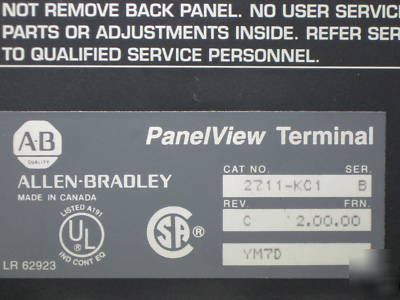 NOT REMOVE BACK PANEL. NO USER SERVIC
PARTS OR ADJUSTMENTS INSIDE. REFER SER
TO QUALIFIED SERVICE PERSONNEL.
A-B
QUALITY
PanelView Terminal
ALLEN-BRADLEY
MADE IN CANADA
CAT NO. SER.
2711-KC1 B
REV. FRN.
C 2.00.00
YM7D
LISTED A191
UL
IND CONT EQ
SA
LR 62923